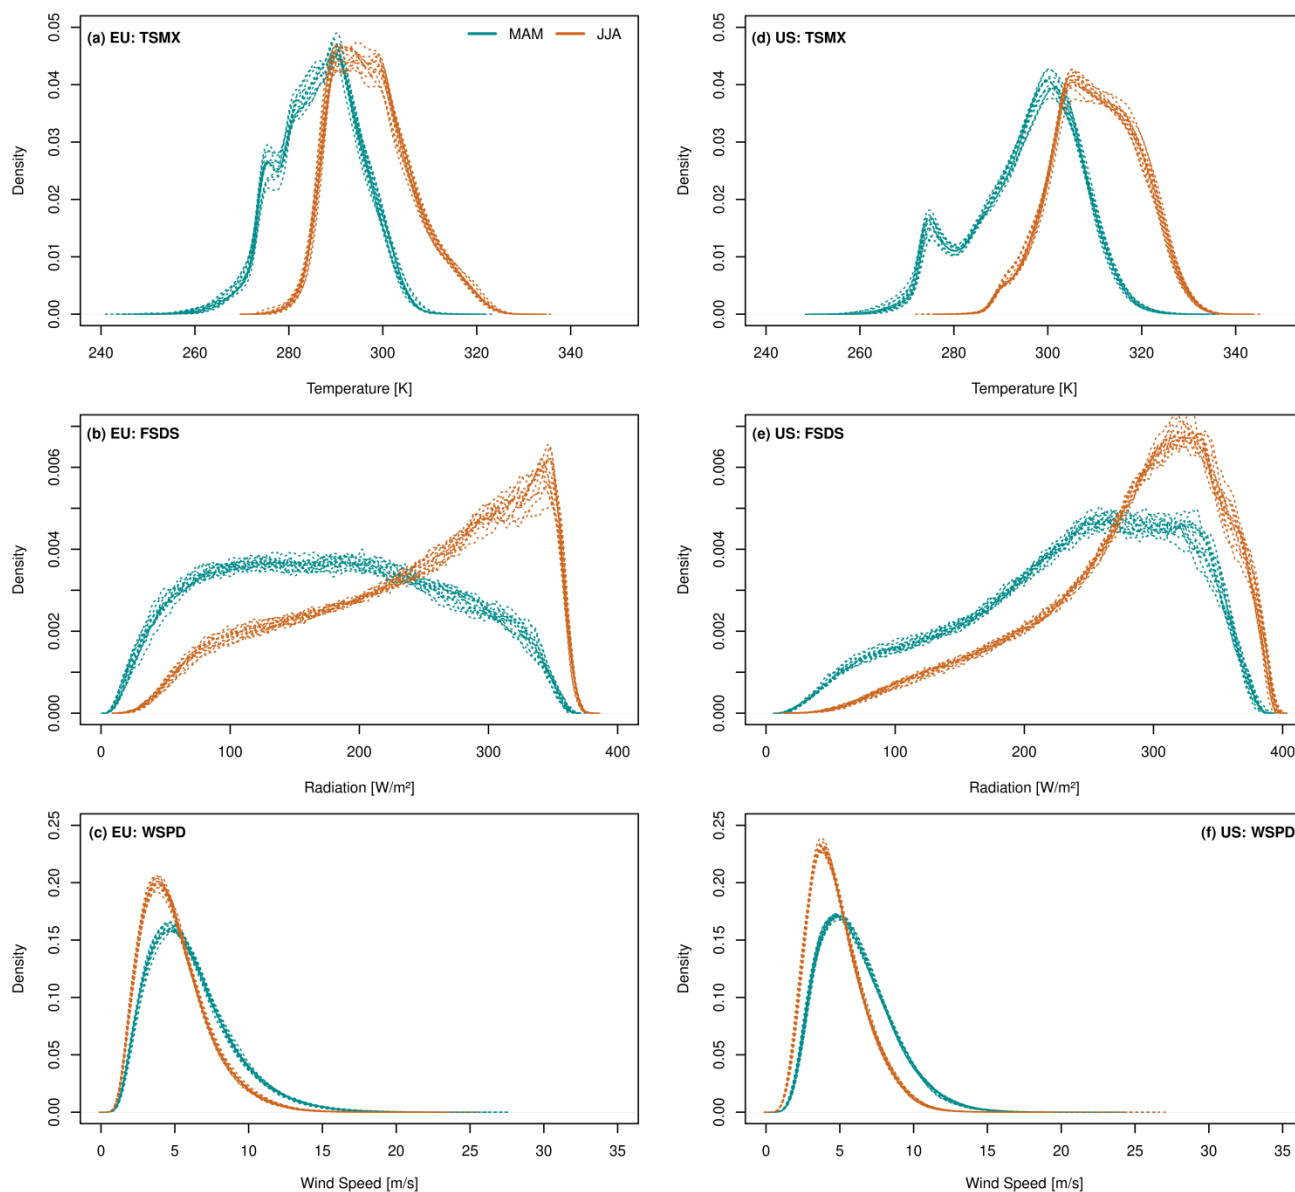 (a) EU: TSMX
MAM JJA
0.05
0.04
0.03
0.02
0.01
0.00
Density
240 260 280 300 320 340
Temperature [K]
(d) US: TSMX
0.05
0.04
0.03
0.02
0.01
0.00
Density
240 260 280 300 320 340
Temperature [K]
(b) EU: FSDS
0.006
0.004
0.002
0.000
Density
0 100 200 300 400
Radiation [W/m²]
(e) US: FSDS
0.006
0.004
0.002
0.000
Density
0 100 200 300 400
Radiation [W/m²]
(c) EU: WSPD
0.25
0.20
0.15
0.10
0.05
0.00
Density
0 5 10 15 20 25 30 35
Wind Speed [m/s]
(f) US: WSPD
0.25
0.20
0.15
0.10
0.05
0.00
Density
0 5 10 15 20 25 30 35
Wind Speed [m/s]